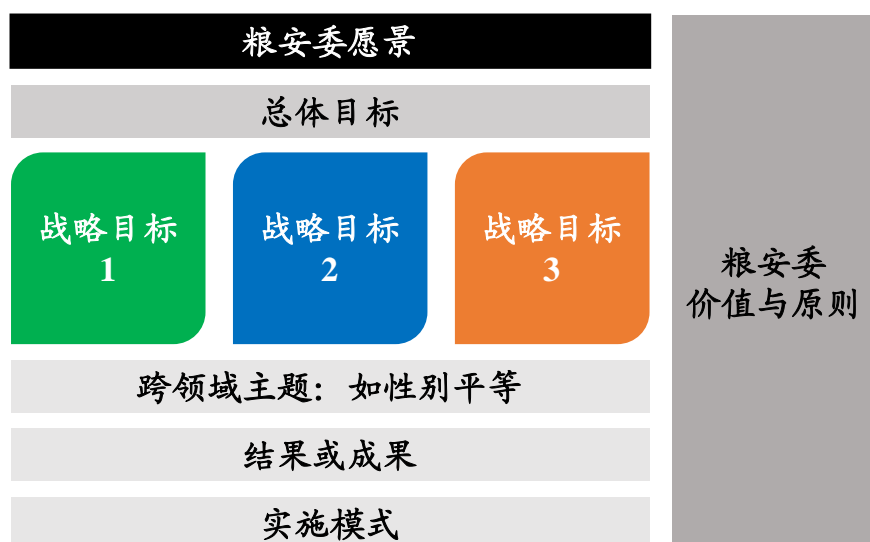 粮安委愿景
总体目标
战略目标
1
战略目标
2
战略目标
3
跨领域主题：如性别平等
结果或成果
实施模式
粮安委
价值与原则